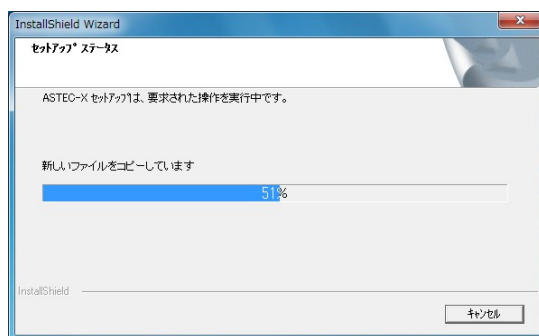 InstallShield Wizard
セットアップ ステータス
ASTEC-X セットアップは、要求された操作を実行中です。
新しいファイルをコピーしています
51%
InstallShield
キャンセル